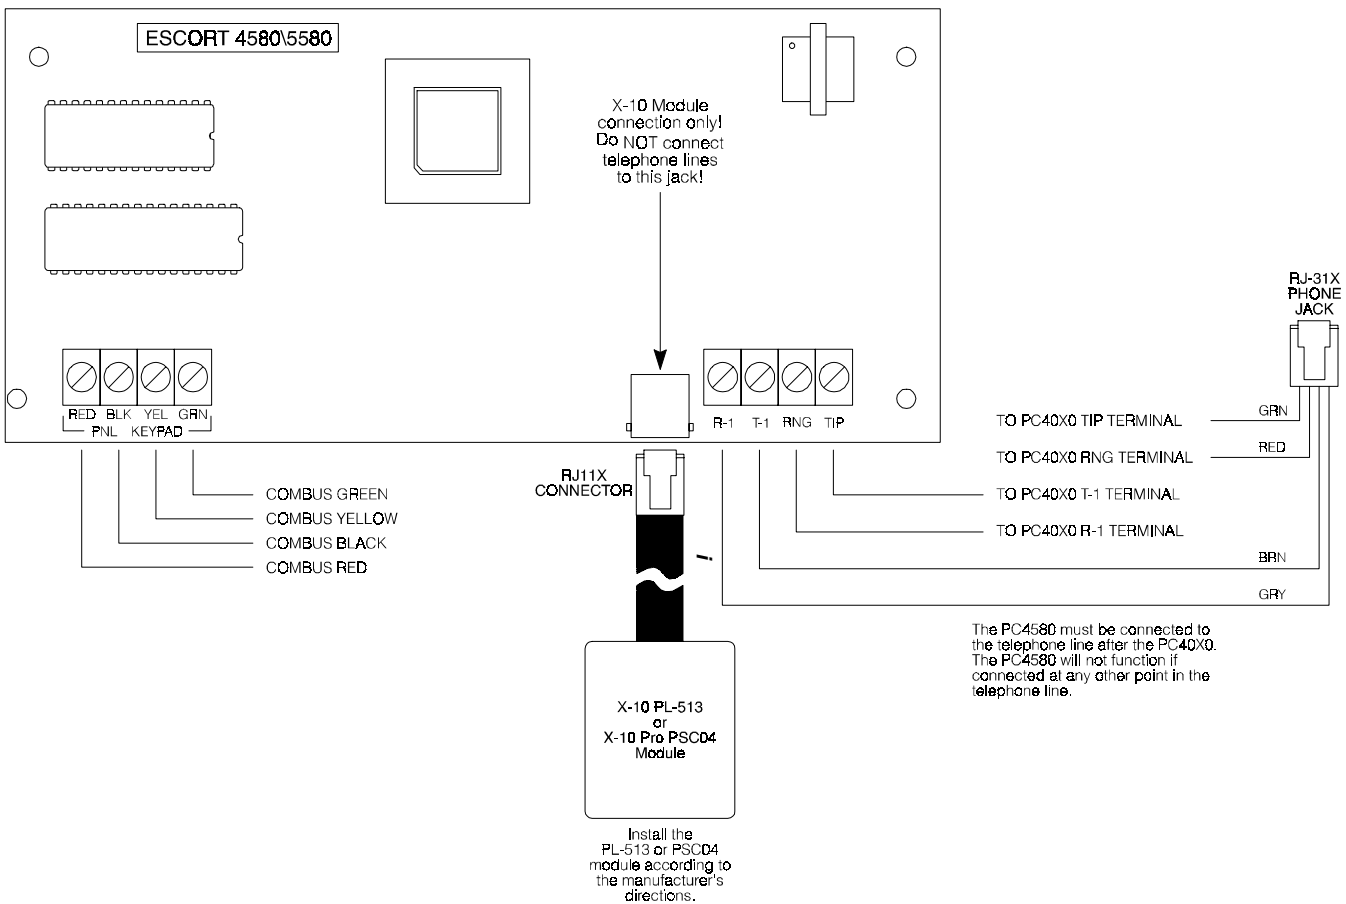 ESCORT 4580\5580
X-10 Module
connection only!
Do NOT connect
telephone lines
to this jack!
RJ-31X
PHONE
JACK
RED BLK YEL GRN
PNL KEYPAD
R-1 T-1 RNG TIP
TO PC40X0 TIP TERMINAL
GRN
TO PC40X0 RNG TERMINAL
RED
RJ11X
CONNECTOR
COMBUS GREEN
TO PC40X0 T-1 TERMINAL
COMBUS YELLOW
TO PC40X0 R-1 TERMINAL
COMBUS BLACK
COMBUS RED
BRN
GRY
The PC4580 must be connected to
the telephone line after the PC40X0.
The PC4580 will not function if
connected at any other point in the
telephone line.
X-10 PL-513
or
X-10 Pro PSC04
Module
Install the
PL-513 or PSC04
module according to
the manufacturer's
directions.